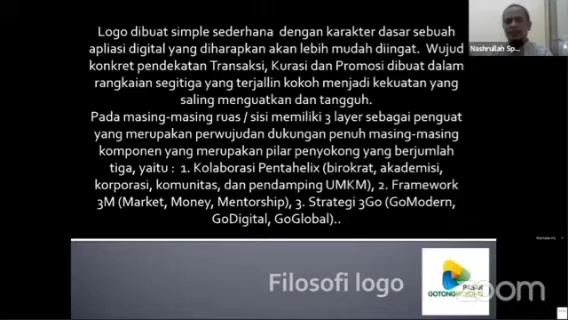 Logo dibuat simple sederhana dengan karakter dasar sebuah
apliasi digital yang diharapkan akan lebih mudah diingat. Wujud
konkret pendekatan Transaksi, Kurasi dan Promosi dibuat dalam
rangkaian segitiga yang terjallin kokoh menjadi kekuatan yang
saling menguatkan dan tangguh.
Pada masing-masing ruas / sisi memiliki 3 layer sebagai penguat
yang merupakan perwujudan dukungan penuh masing-masing
komponen yang merupakan pilar penyokong yang berjumlah
tiga, yaitu : 1. Kolaborasi Pentahelix (birokrat, akademisi,
korporasi, komunitas, dan pendamping UMKM), 2. Framework
3M (Market, Money, Mentorship), 3. Strategi 3Go (GoModern,
GoDigital, GoGlobal)..
Nashrullah Sp...
Filosofi logo
PASAR
GOTONG
zoom